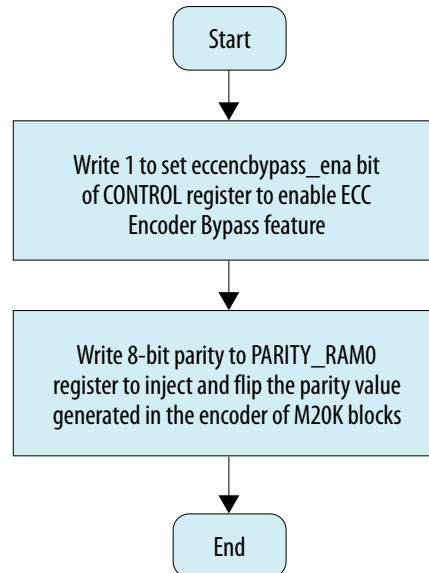 Start
Write 1 to set eccencbypass_ena bit
of CONTROL register to enable ECC
Encoder Bypass feature
Write 8-bit parity to PARITY_RAM0
register to inject and flip the parity value
generated in the encoder of M20K blocks
End